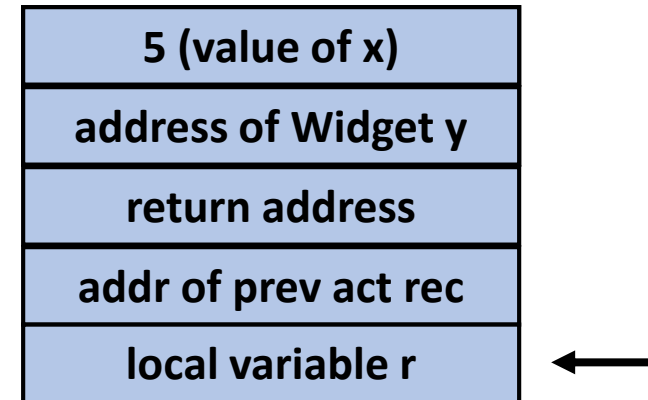 5 (value of x)
address of Widget y
return address
addr of prev act rec
local variable r